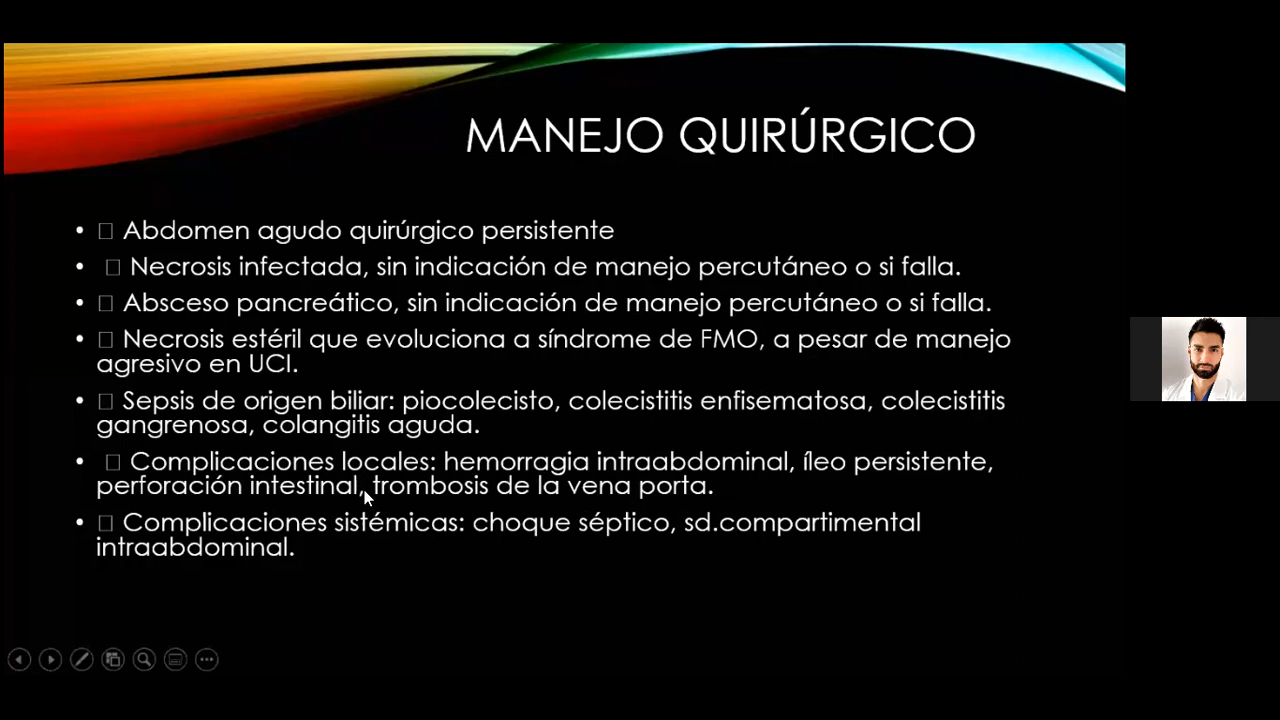 MANEJO QUIRÚRGICO
• □ Abdomen agudo quirúrgico persistente
• □ Necrosis infectada, sin indicación de manejo percutáneo o si falla.
• □ Absceso pancreático, sin indicación de manejo percutáneo o si falla.
• □ Necrosis estéril que evoluciona a síndrome de FMO, a pesar de manejo
agresivo en UCI.
• □ Sepsis de origen biliar: piocolecisto, colecistitis enfisematosa, colecistitis
gangrenosa, colangitis aguda.
• □ Complicaciones locales: hemorragia intraabdominal, íleo persistente,
perforación intestinal, trombosis de la vena porta.
• □ Complicaciones sistémicas: choque séptico, sd.compartimental
intraabdominal.